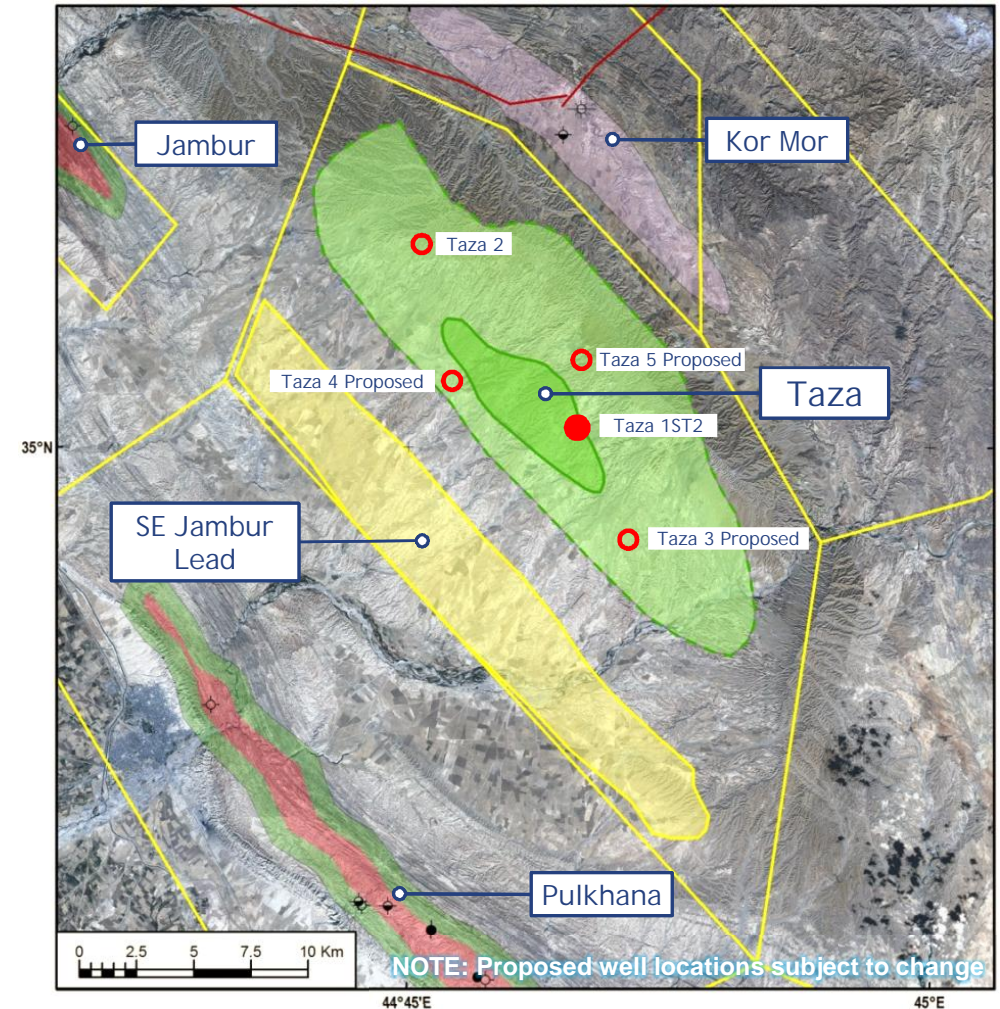 Jambur
Kor Mor
Taza 2
Taza 5 Proposed
Taza 4 Proposed
Taza
Taza 1ST2
35°N
SE Jambur
Lead
Taza 3 Proposed
Pulkhana
0 2.5 5 7.5 10 Km
NOTE: Proposed well locations subject to change
44°45'E
45°E